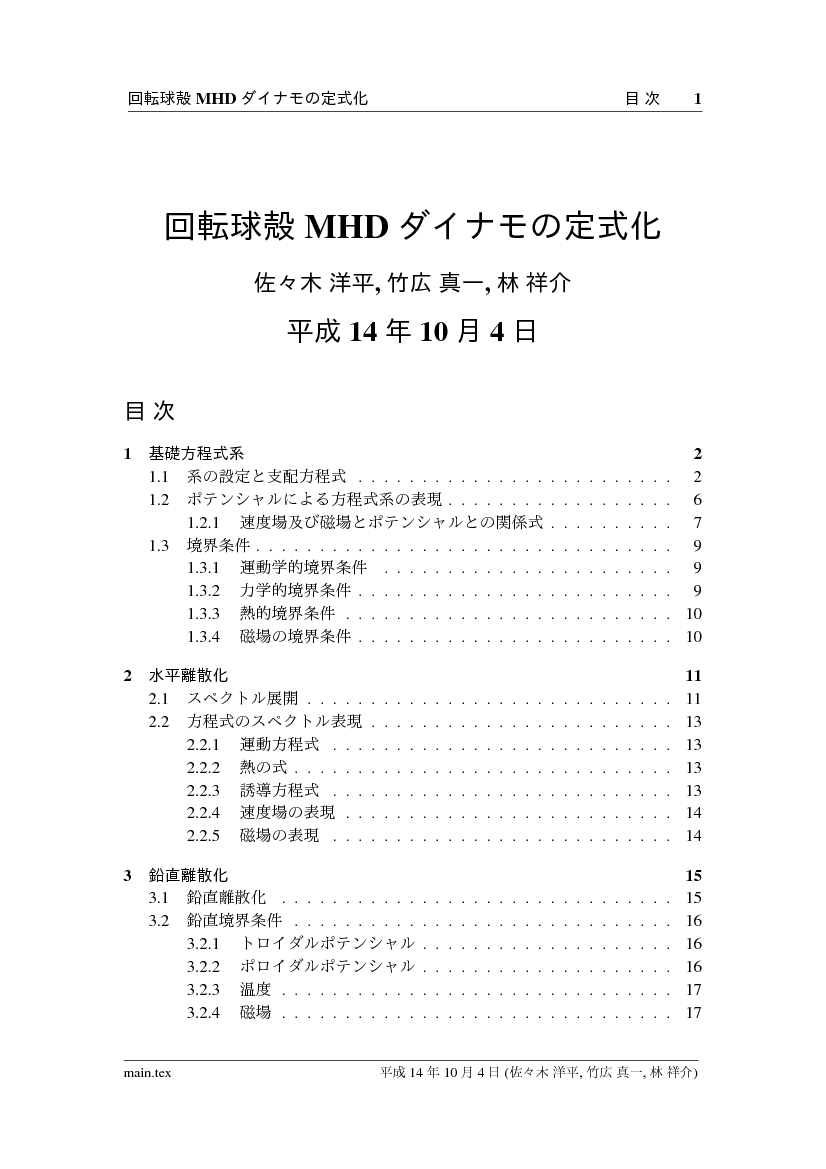 回転球殻 MHD ダイナモの定式化 目 次 1
回転球殻 MHD ダイナモの定式化
佐々木 洋平, 竹広 真一, 林 祥介
平成 14 年 10 月 4 日
目 次
1 基礎方程式系 2
1.1 系の設定と支配方程式 . . . . . . . . . . . . . . . . . . . . . . . . . 2
1.2 ポテンシャルによる方程式系の表現 . . . . . . . . . . . . . . . . . . 6
1.2.1 速度場及び磁場とポテンシャルとの関係式 . . . . . . . . . . 7
1.3 境界条件 . . . . . . . . . . . . . . . . . . . . . . . . . . . . . . . . . 9
1.3.1 運動学的境界条件 . . . . . . . . . . . . . . . . . . . . . . . 9
1.3.2 力学的境界条件 . . . . . . . . . . . . . . . . . . . . . . . . . 9
1.3.3 熱的境界条件 . . . . . . . . . . . . . . . . . . . . . . . . . . 10
1.3.4 磁場の境界条件 . . . . . . . . . . . . . . . . . . . . . . . . . 10
2 水平離散化 11
2.1 スペクトル展開 . . . . . . . . . . . . . . . . . . . . . . . . . . . . . 11
2.2 方程式のスペクトル表現 . . . . . . . . . . . . . . . . . . . . . . . . 13
2.2.1 運動方程式 . . . . . . . . . . . . . . . . . . . . . . . . . . . 13
2.2.2 熱の式 . . . . . . . . . . . . . . . . . . . . . . . . . . . . . . 13
2.2.3 誘導方程式 . . . . . . . . . . . . . . . . . . . . . . . . . . . 13
2.2.4 速度場の表現 . . . . . . . . . . . . . . . . . . . . . . . . . . 14
2.2.5 磁場の表現 . . . . . . . . . . . . . . . . . . . . . . . . . . . 14
3 鉛直離散化 15
3.1 鉛直離散化 . . . . . . . . . . . . . . . . . . . . . . . . . . . . . . . 15
3.2 鉛直境界条件 . . . . . . . . . . . . . . . . . . . . . . . . . . . . . . 16
3.2.1 トロイダルポテンシャル . . . . . . . . . . . . . . . . . . . . 16
3.2.2 ポロイダルポテンシャル . . . . . . . . . . . . . . . . . . . . 16
3.2.3 温度 . . . . . . . . . . . . . . . . . . . . . . . . . . . . . . . 17
3.2.4 磁場 . . . . . . . . . . . . . . . . . . . . . . . . . . . . . . . 17
main.tex 平成 14 年 10 月 4 日 (佐々木 洋平, 竹広 真一, 林 祥介)